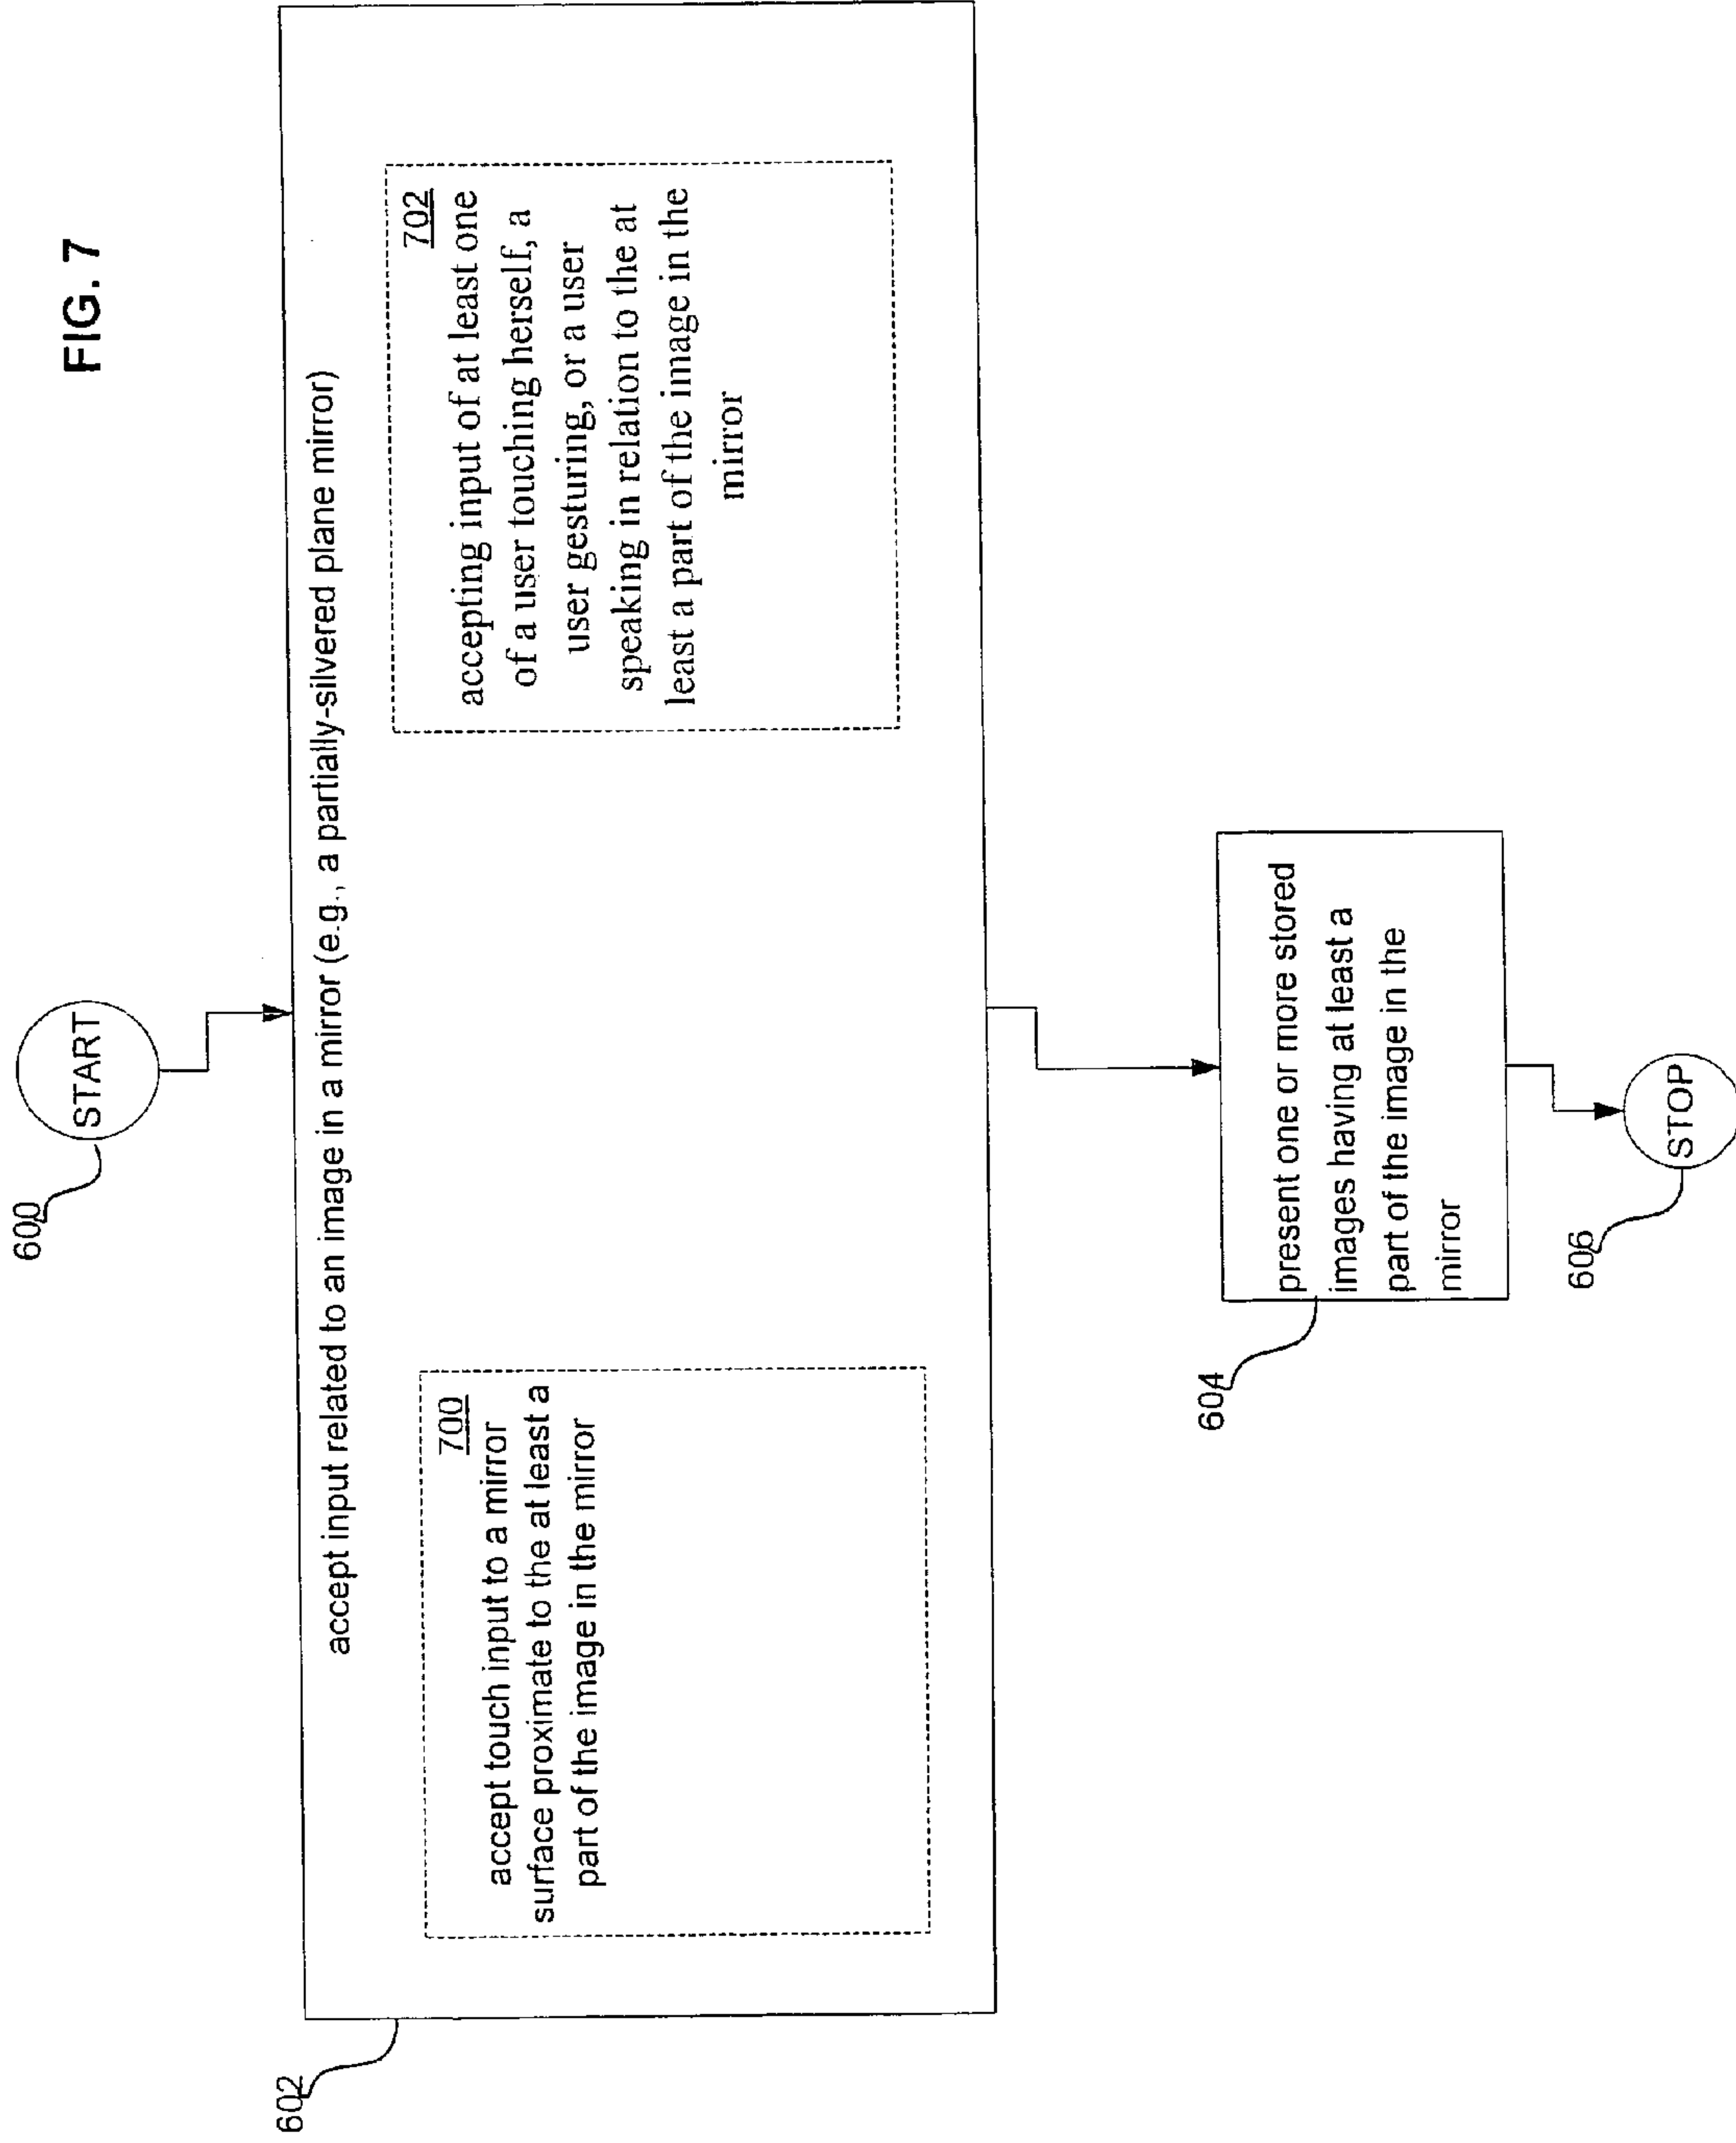 FIG. 7
600
START
602
accept input related to an image in a mirror (e.g., a partially-silvered plane mirror)
700
accept touch input to a mirror
surface proximate to the at least a
part of the image in the mirror
702
accepting input of at least one
of a user touching herself, a
user gesturing, or a user
speaking in relation to the at
least a part of the image in the
mirror
604
present one or more stored
images having at least a
part of the image in the
mirror
606
STOP